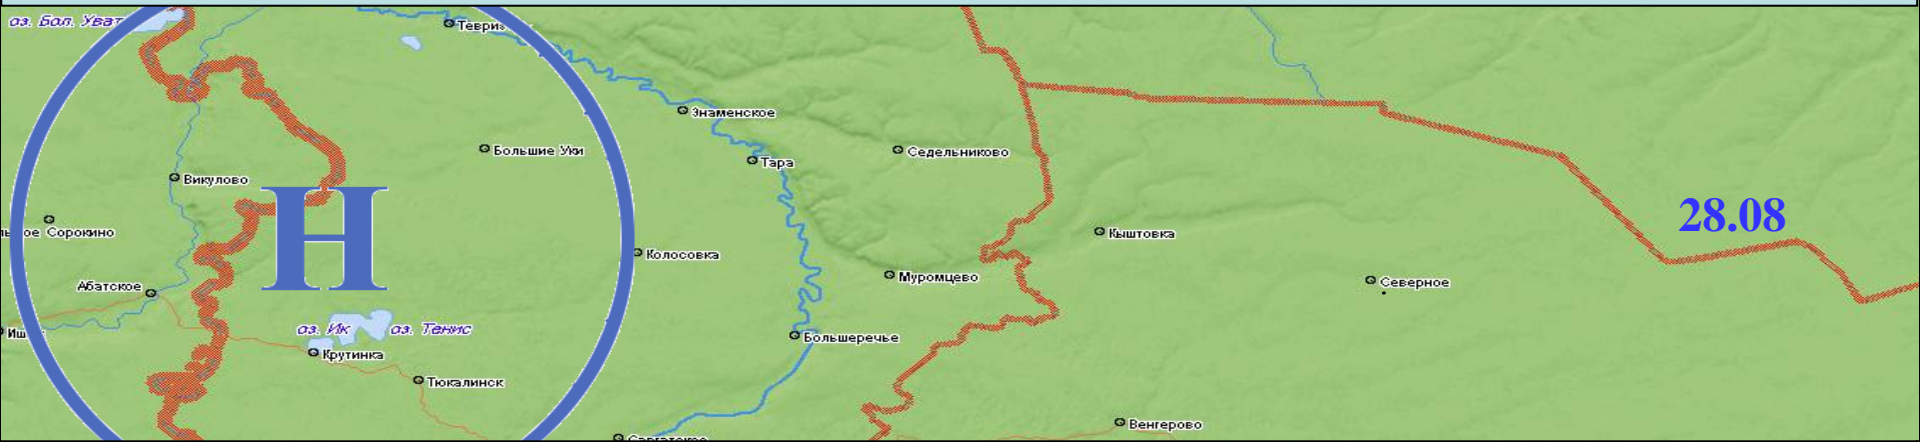 оз. Бол. Уват
Знаменское
Большие Уки
Седельниково
Тара
Викулово
Сорокино
28.08
Н
Кыштовка
Колосовка
Муромцево
Абатское
Северное
оз. Ик
оз. Тенис
Большеречье
Крутинка
Тюкалинск
Венгерово